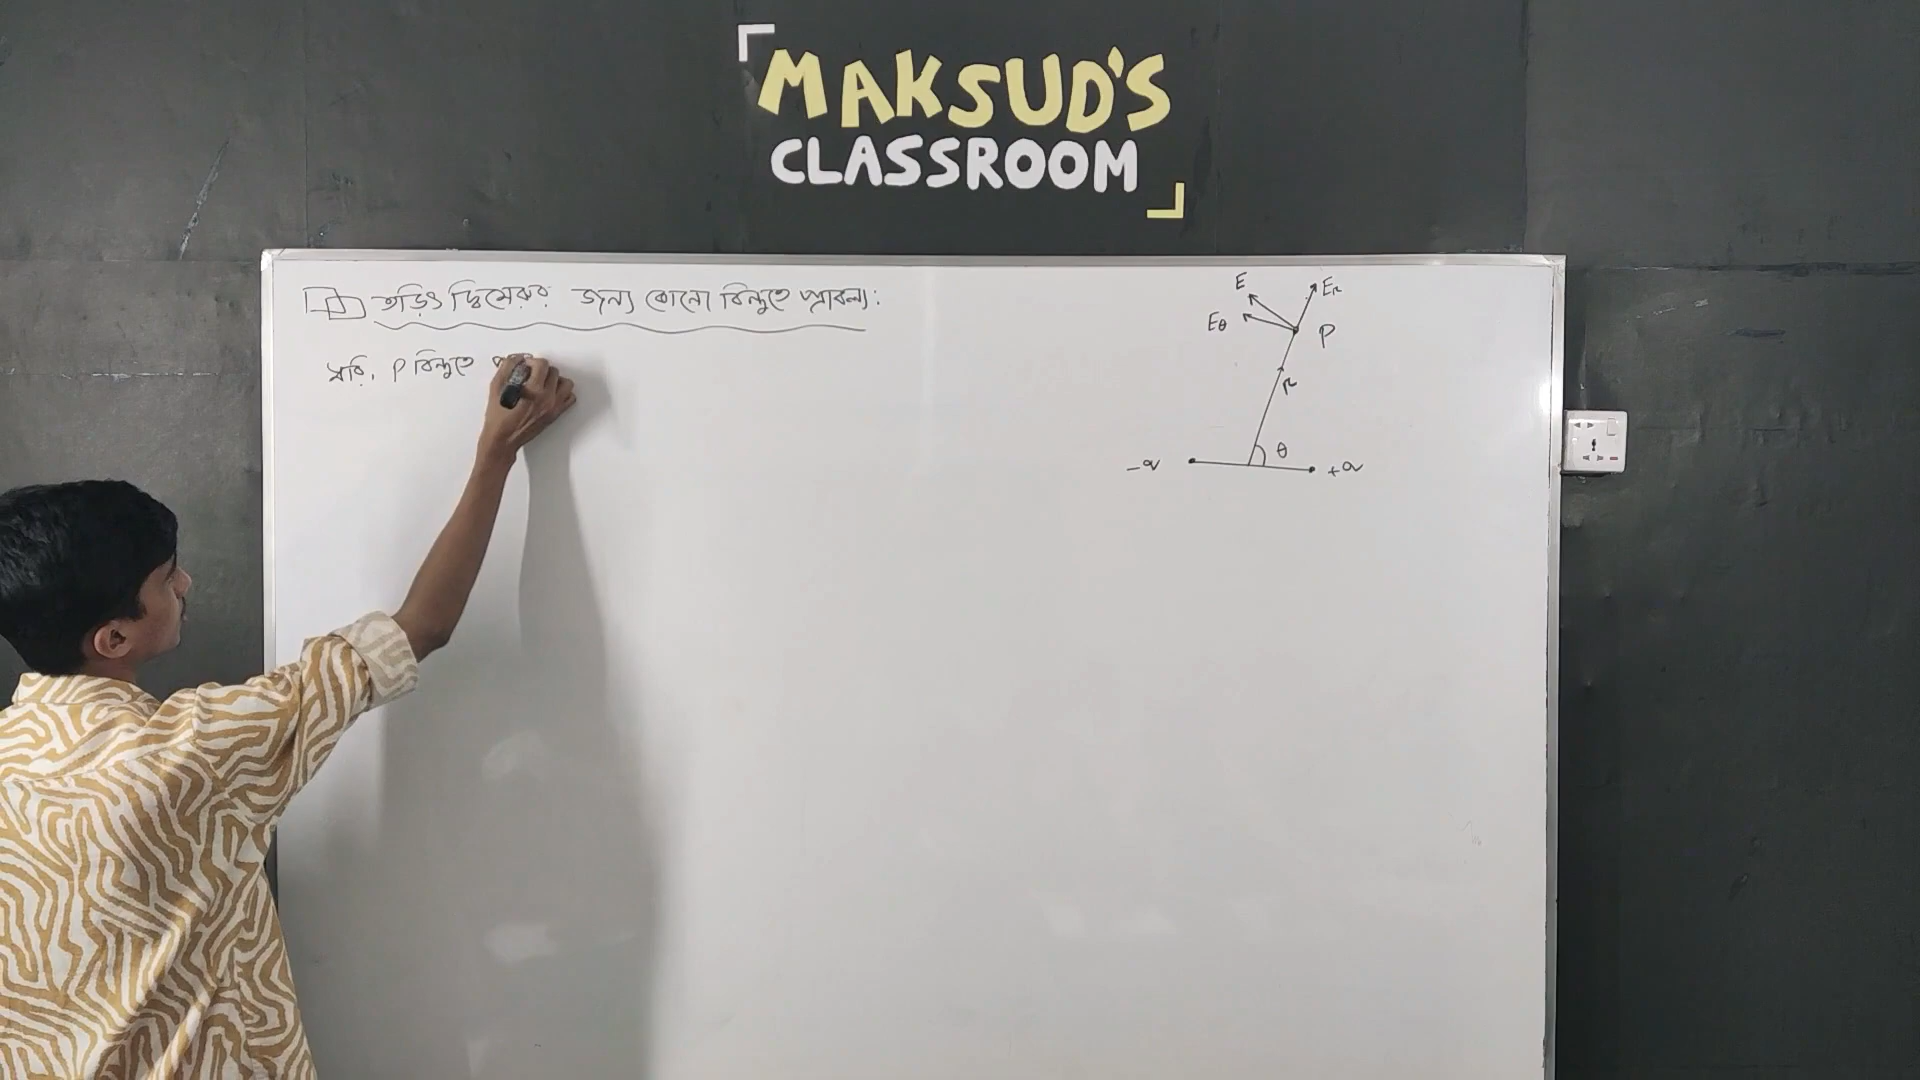 MAKSUD'S
CLASSROOM
তড়িৎ দ্বিমেরুর জন্য কোনো বিন্দুতে প্রাবল্য:
ধরি, P বিন্দুতে
E
Er
Eθ
P
r
θ
-q
+q